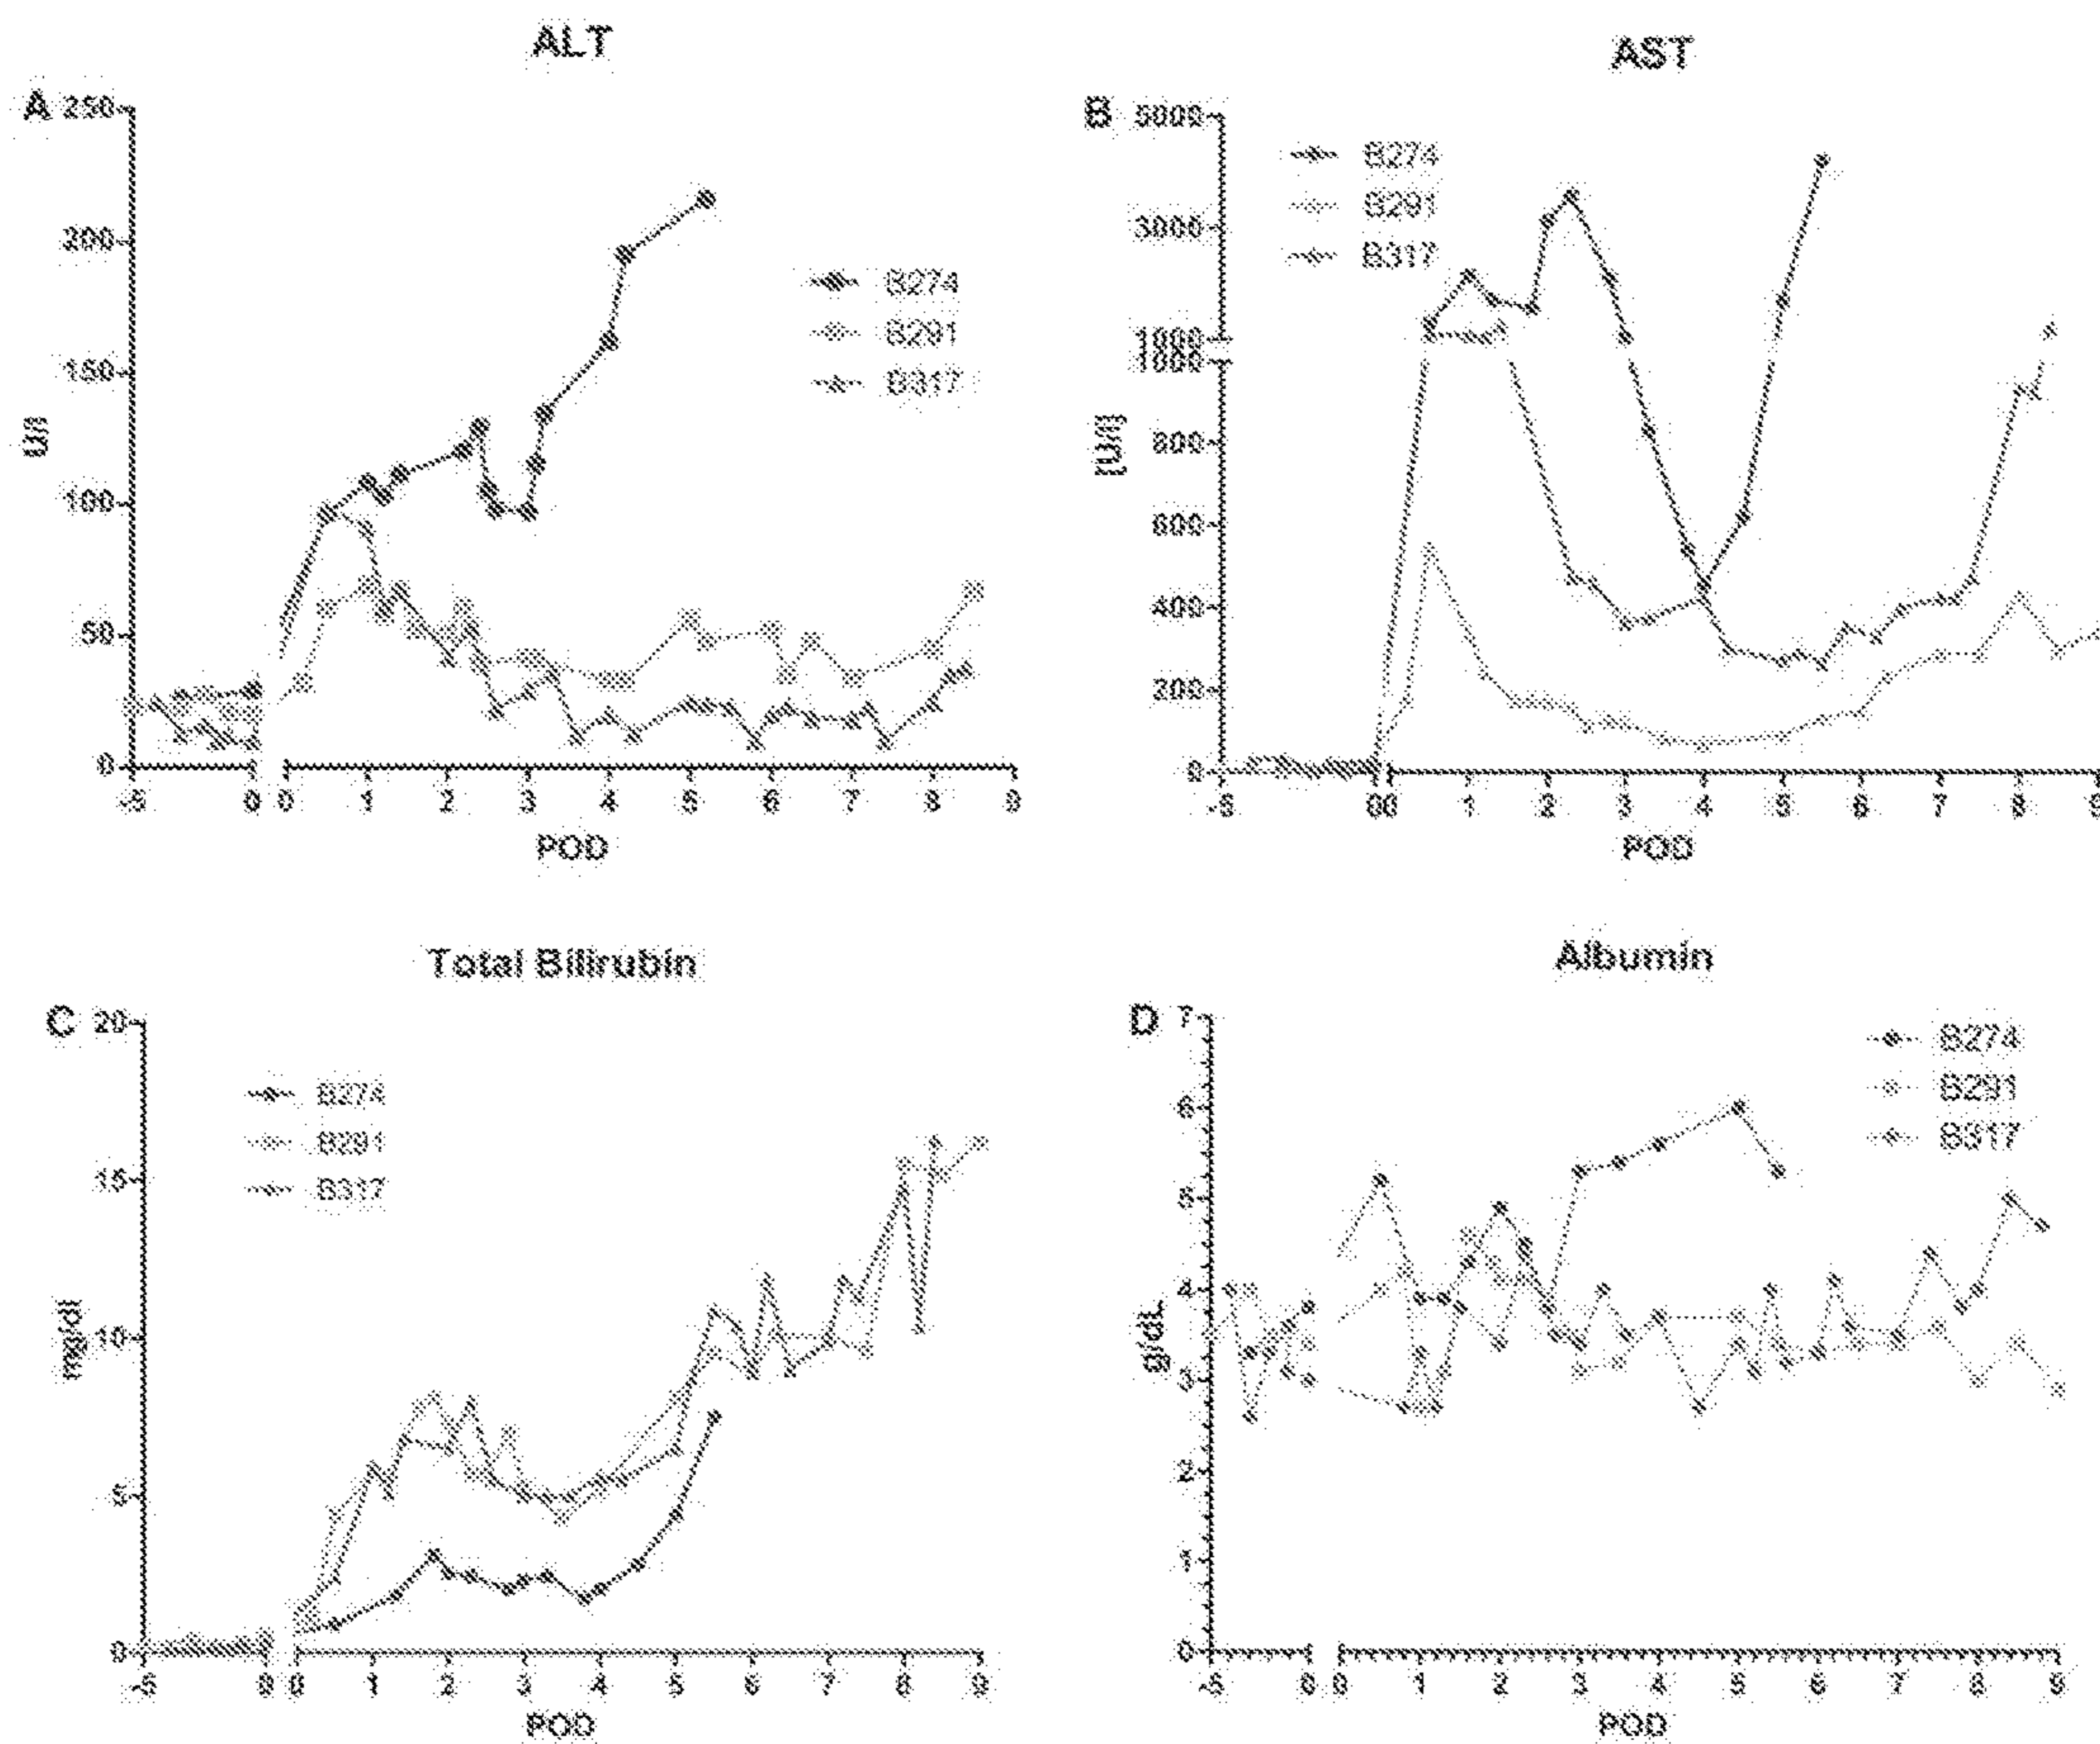 ALT
A 250
200
150
100
50
0
U/l
B274
B291
B317
-5 0 0 1 2 3 4 5 6 7 8 9
POD
AST
B 5000
3000
1000
1000
800
600
400
200
0
[U/l]
B274
B291
B317
-5 0 0 1 2 3 4 5 6 7 8 9
POD
Total Bilirubin
C 20
15
10
5
0
mg/dl
B274
B291
B317
-5 0 0 1 2 3 4 5 6 7 8 9
POD
Albumin
D 7
6
5
4
3
2
1
0
g/dL
B274
B291
B317
-5 0 0 1 2 3 4 5 6 7 8 9
POD